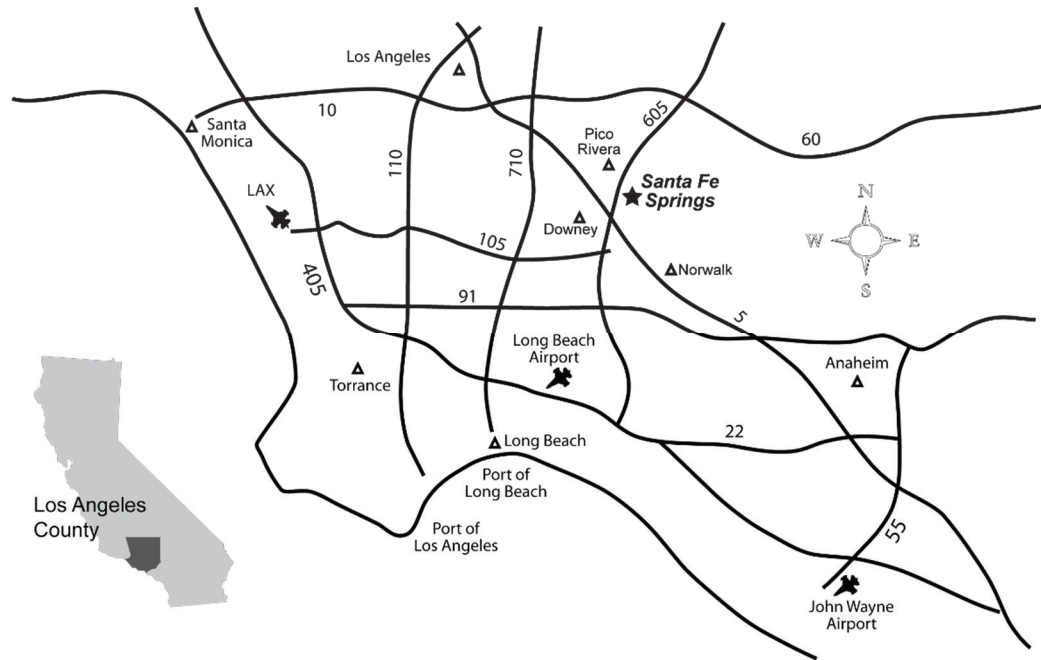 Los Angeles
10
Santa
Monica
110
710
Pico
Rivera
605
60
LAX
Santa Fe
Springs
N
W
E
S
Downey
105
405
Norwalk
91
5
Long Beach
Airport
Torrance
Anaheim
22
Long Beach
Port of
Long Beach
Port of
Los Angeles
Los Angeles
County
55
John Wayne
Airport